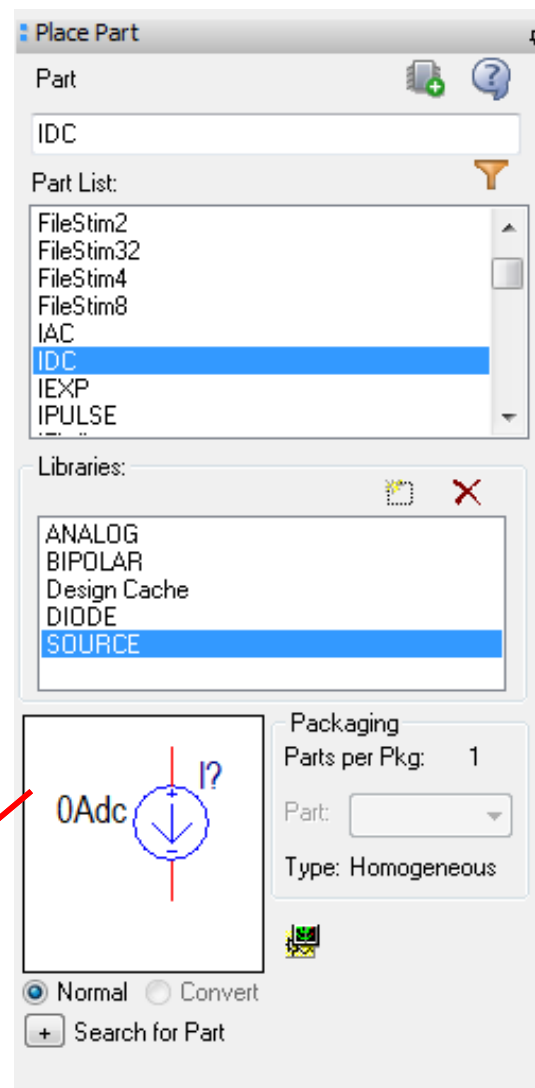 Place Part
Part
IDC
Part List:
FileStim2
FileStim32
FileStim4
FileStim8
IAC
IDC
IEXP
IPULSE
Libraries:
ANALOG
BIPOLAR
Design Cache
DIODE
SOURCE
Packaging
Parts per Pkg: 1
I?
0Adc
Part:
Type: Homogeneous
Normal Convert
+ Search for Part